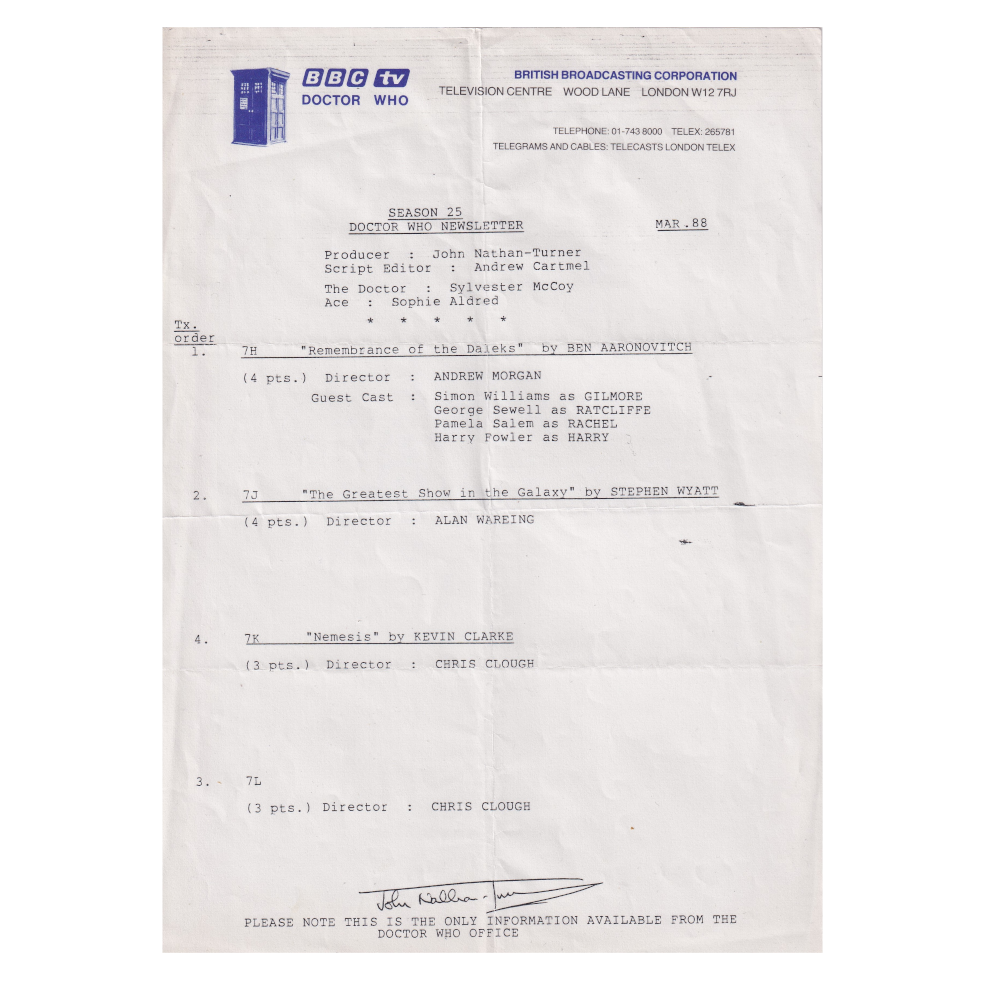 BBC tv
DOCTOR WHO
BRITISH BROADCASTING CORPORATION
TELEVISION CENTRE WOOD LANE LONDON W12 7RJ
TELEPHONE: 01-743 8000 TELEX: 265781
TELEGRAMS AND CABLES: TELECASTS LONDON TELEX
SEASON 25
DOCTOR WHO NEWSLETTER MAR.88
Producer : John Nathan-Turner
Script Editor : Andrew Cartmel
The Doctor : Sylvester McCoy
Ace : Sophie Aldred
* * * * *
Tx.
order
1. 7H "Remembrance of the Daleks" by BEN AARONOVITCH
(4 pts.) Director : ANDREW MORGAN
Guest Cast : Simon Williams as GILMORE
George Sewell as RATCLIFFE
Pamela Salem as RACHEL
Harry Fowler as HARRY
2. 7J "The Greatest Show in the Galaxy" by STEPHEN WYATT
(4 pts.) Director : ALAN WAREING
4. 7K "Nemesis" by KEVIN CLARKE
(3 pts.) Director : CHRIS CLOUGH
3. 7L
(3 pts.) Director : CHRIS CLOUGH
John Nathan-Turner
PLEASE NOTE THIS IS THE ONLY INFORMATION AVAILABLE FROM THE
DOCTOR WHO OFFICE